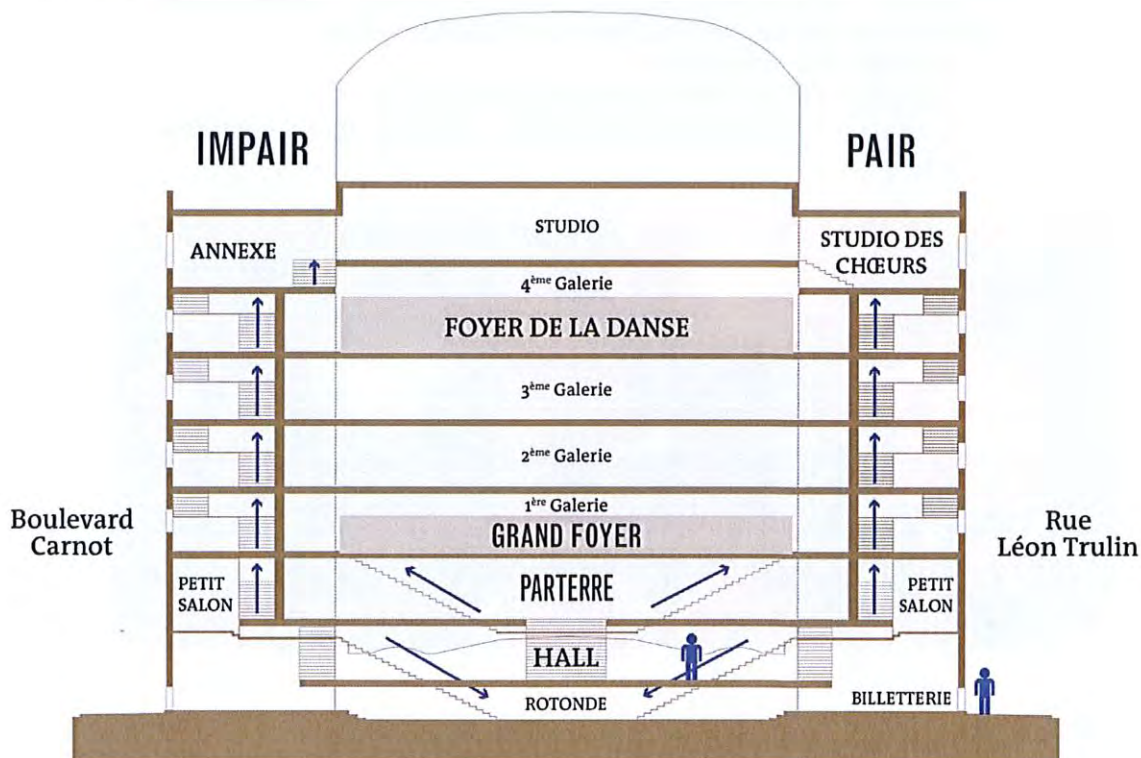 IMPAIR
PAIR
STUDIO
ANNEXE
STUDIO DES
CHŒURS
4ème Galerie
FOYER DE LA DANSE
3ème Galerie
2ème Galerie
1ère Galerie
GRAND FOYER
Boulevard
Carnot
Rue
Léon Trulin
PETIT
SALON
PARTERRE
PETIT
SALON
HALL
ROTONDE
BILLETTERIE